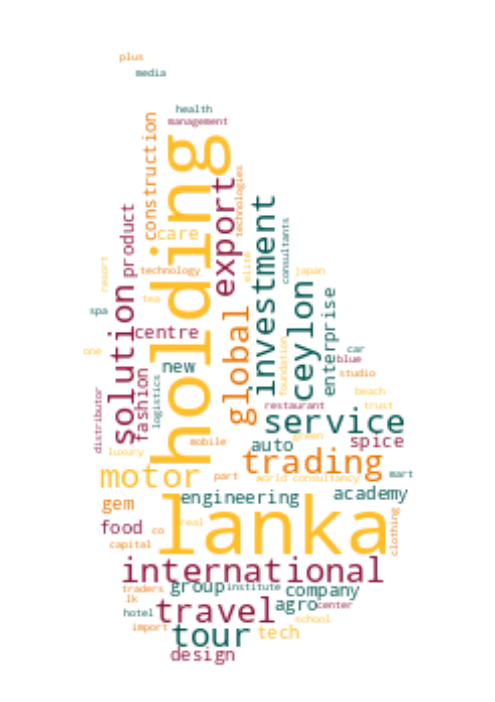 plus
media
health
management
construction
holding
technologies
export
care
product
investment
consultants
technology
elite
japan
resort
tea
ceylon
enterprise
spa
solution
global
centre
one
new
car
blue
foundation
studio
fashion
logistics
beach
distributor
restaurant
trust
service
green
mobile
auto
spice
luxury
trading
motor
part
world
consultancy
mart
engineering
academy
lanka
gem
food
co
real
clothing
capital
international
traders
group
institute
company
lk
agro
center
hotel
travel
school
import
tour
tech
design